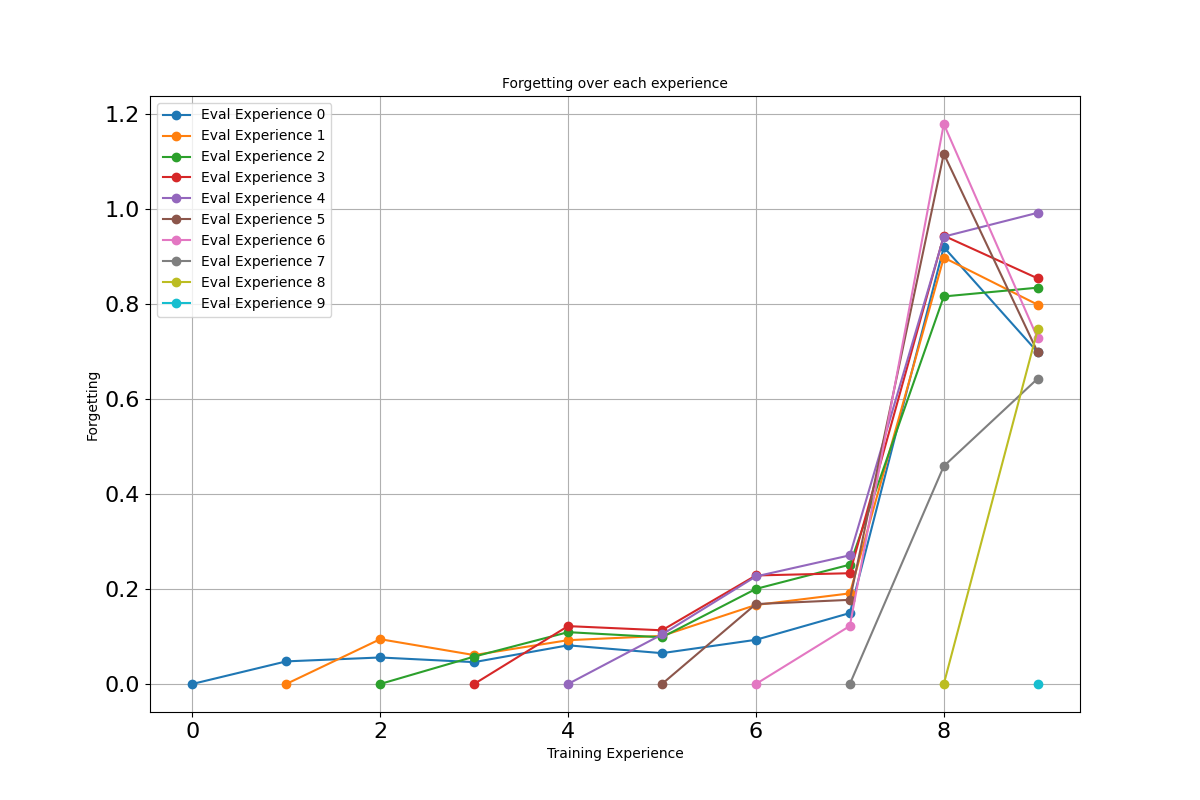 Forgetting over each experience
1.2
1.0
0.8
0.6
0.4
0.2
0.0
Forgetting
Eval Experience 0
Eval Experience 1
Eval Experience 2
Eval Experience 3
Eval Experience 4
Eval Experience 5
Eval Experience 6
Eval Experience 7
Eval Experience 8
Eval Experience 9
0 2 4 6 8
Training Experience